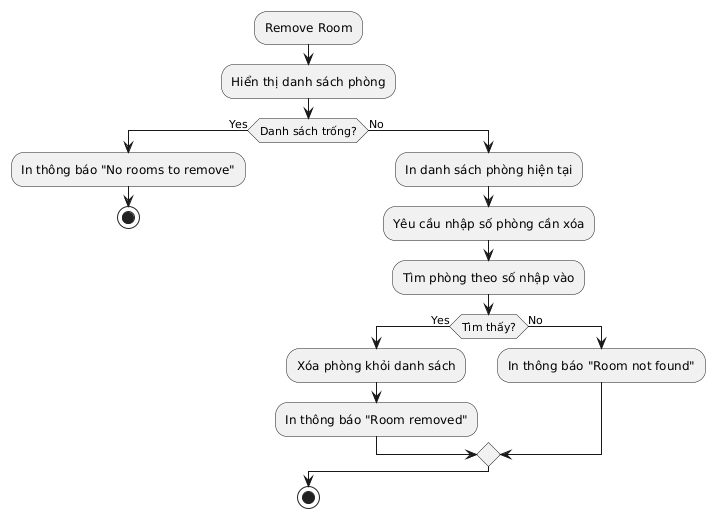 Remove Room
Hiển thị danh sách phòng
Yes
Danh sách trống?
No
In thông báo "No rooms to remove"
In danh sách phòng hiện tại
Yêu cầu nhập số phòng cần xóa
Tìm phòng theo số nhập vào
Yes
Tìm thấy?
No
Xóa phòng khỏi danh sách
In thông báo "Room not found"
In thông báo "Room removed"